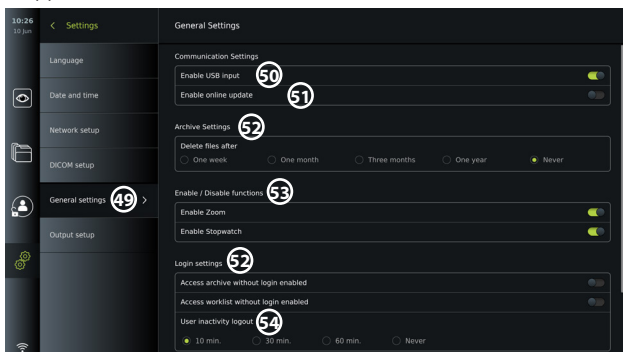 10:26
10 Jun
Settings
General Settings
Language
Date and time
Network setup
DICOM setup
General settings 49
Output setup
Communication Settings
Enable USB input 50
Enable online update 51
Archive Settings 52
Delete files after
One week One month Three months One year Never
Enable / Disable functions 53
Enable Zoom
Enable Stopwatch
Login settings 52
Access archive without login enabled
Access worklist without login enabled
User inactivity logout 54
10 min. 30 min. 60 min. Never